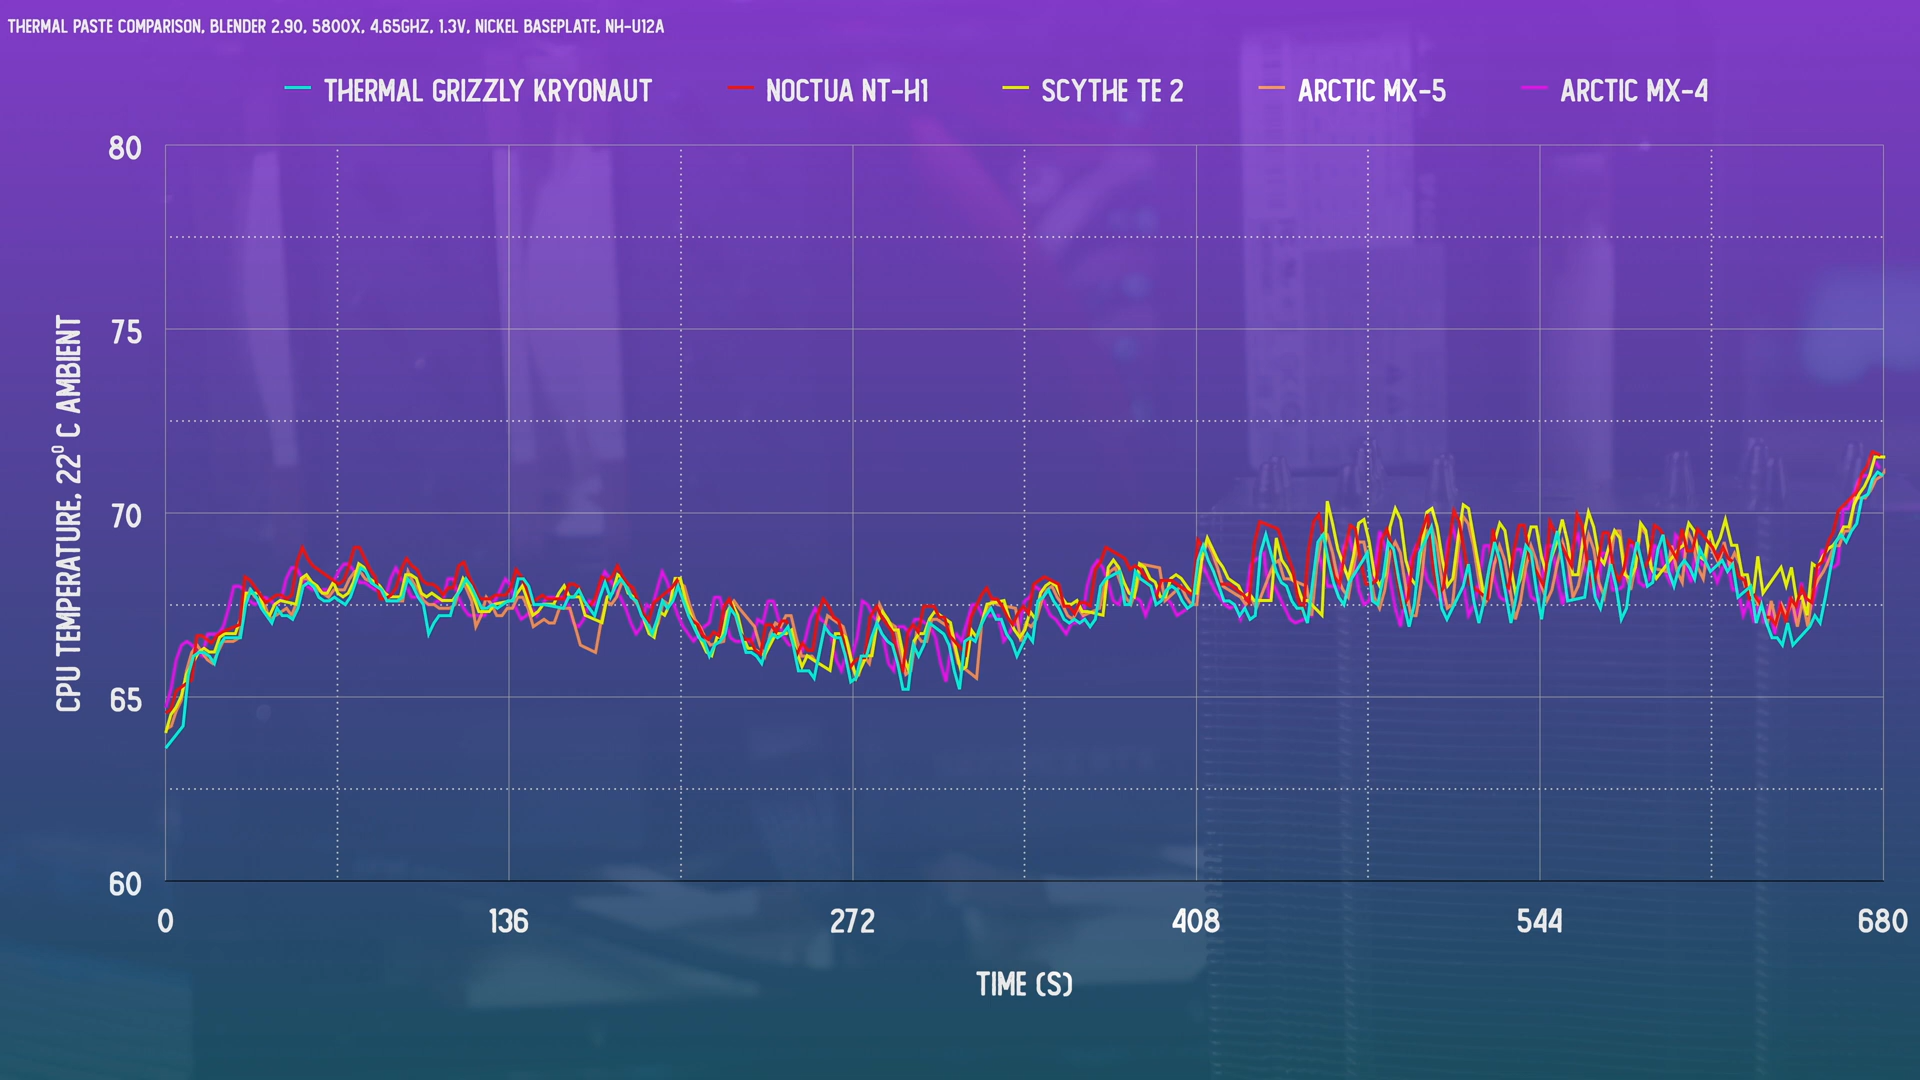 THERMAL PASTE COMPARISON, BLENDER 2.90, 5800X, 4.65GHZ, 1.3V, NICKEL BASEPLATE, NH-U12A
THERMAL GRIZZLY KRYONAUT NOCTUA NT-H1 SCYTHE TE 2 ARCTIC MX-5 ARCTIC MX-4
CPU TEMPERATURE, 22⁰ C AMBIENT
80
75
70
65
60
0 136 272 408 544 680
TIME (S)